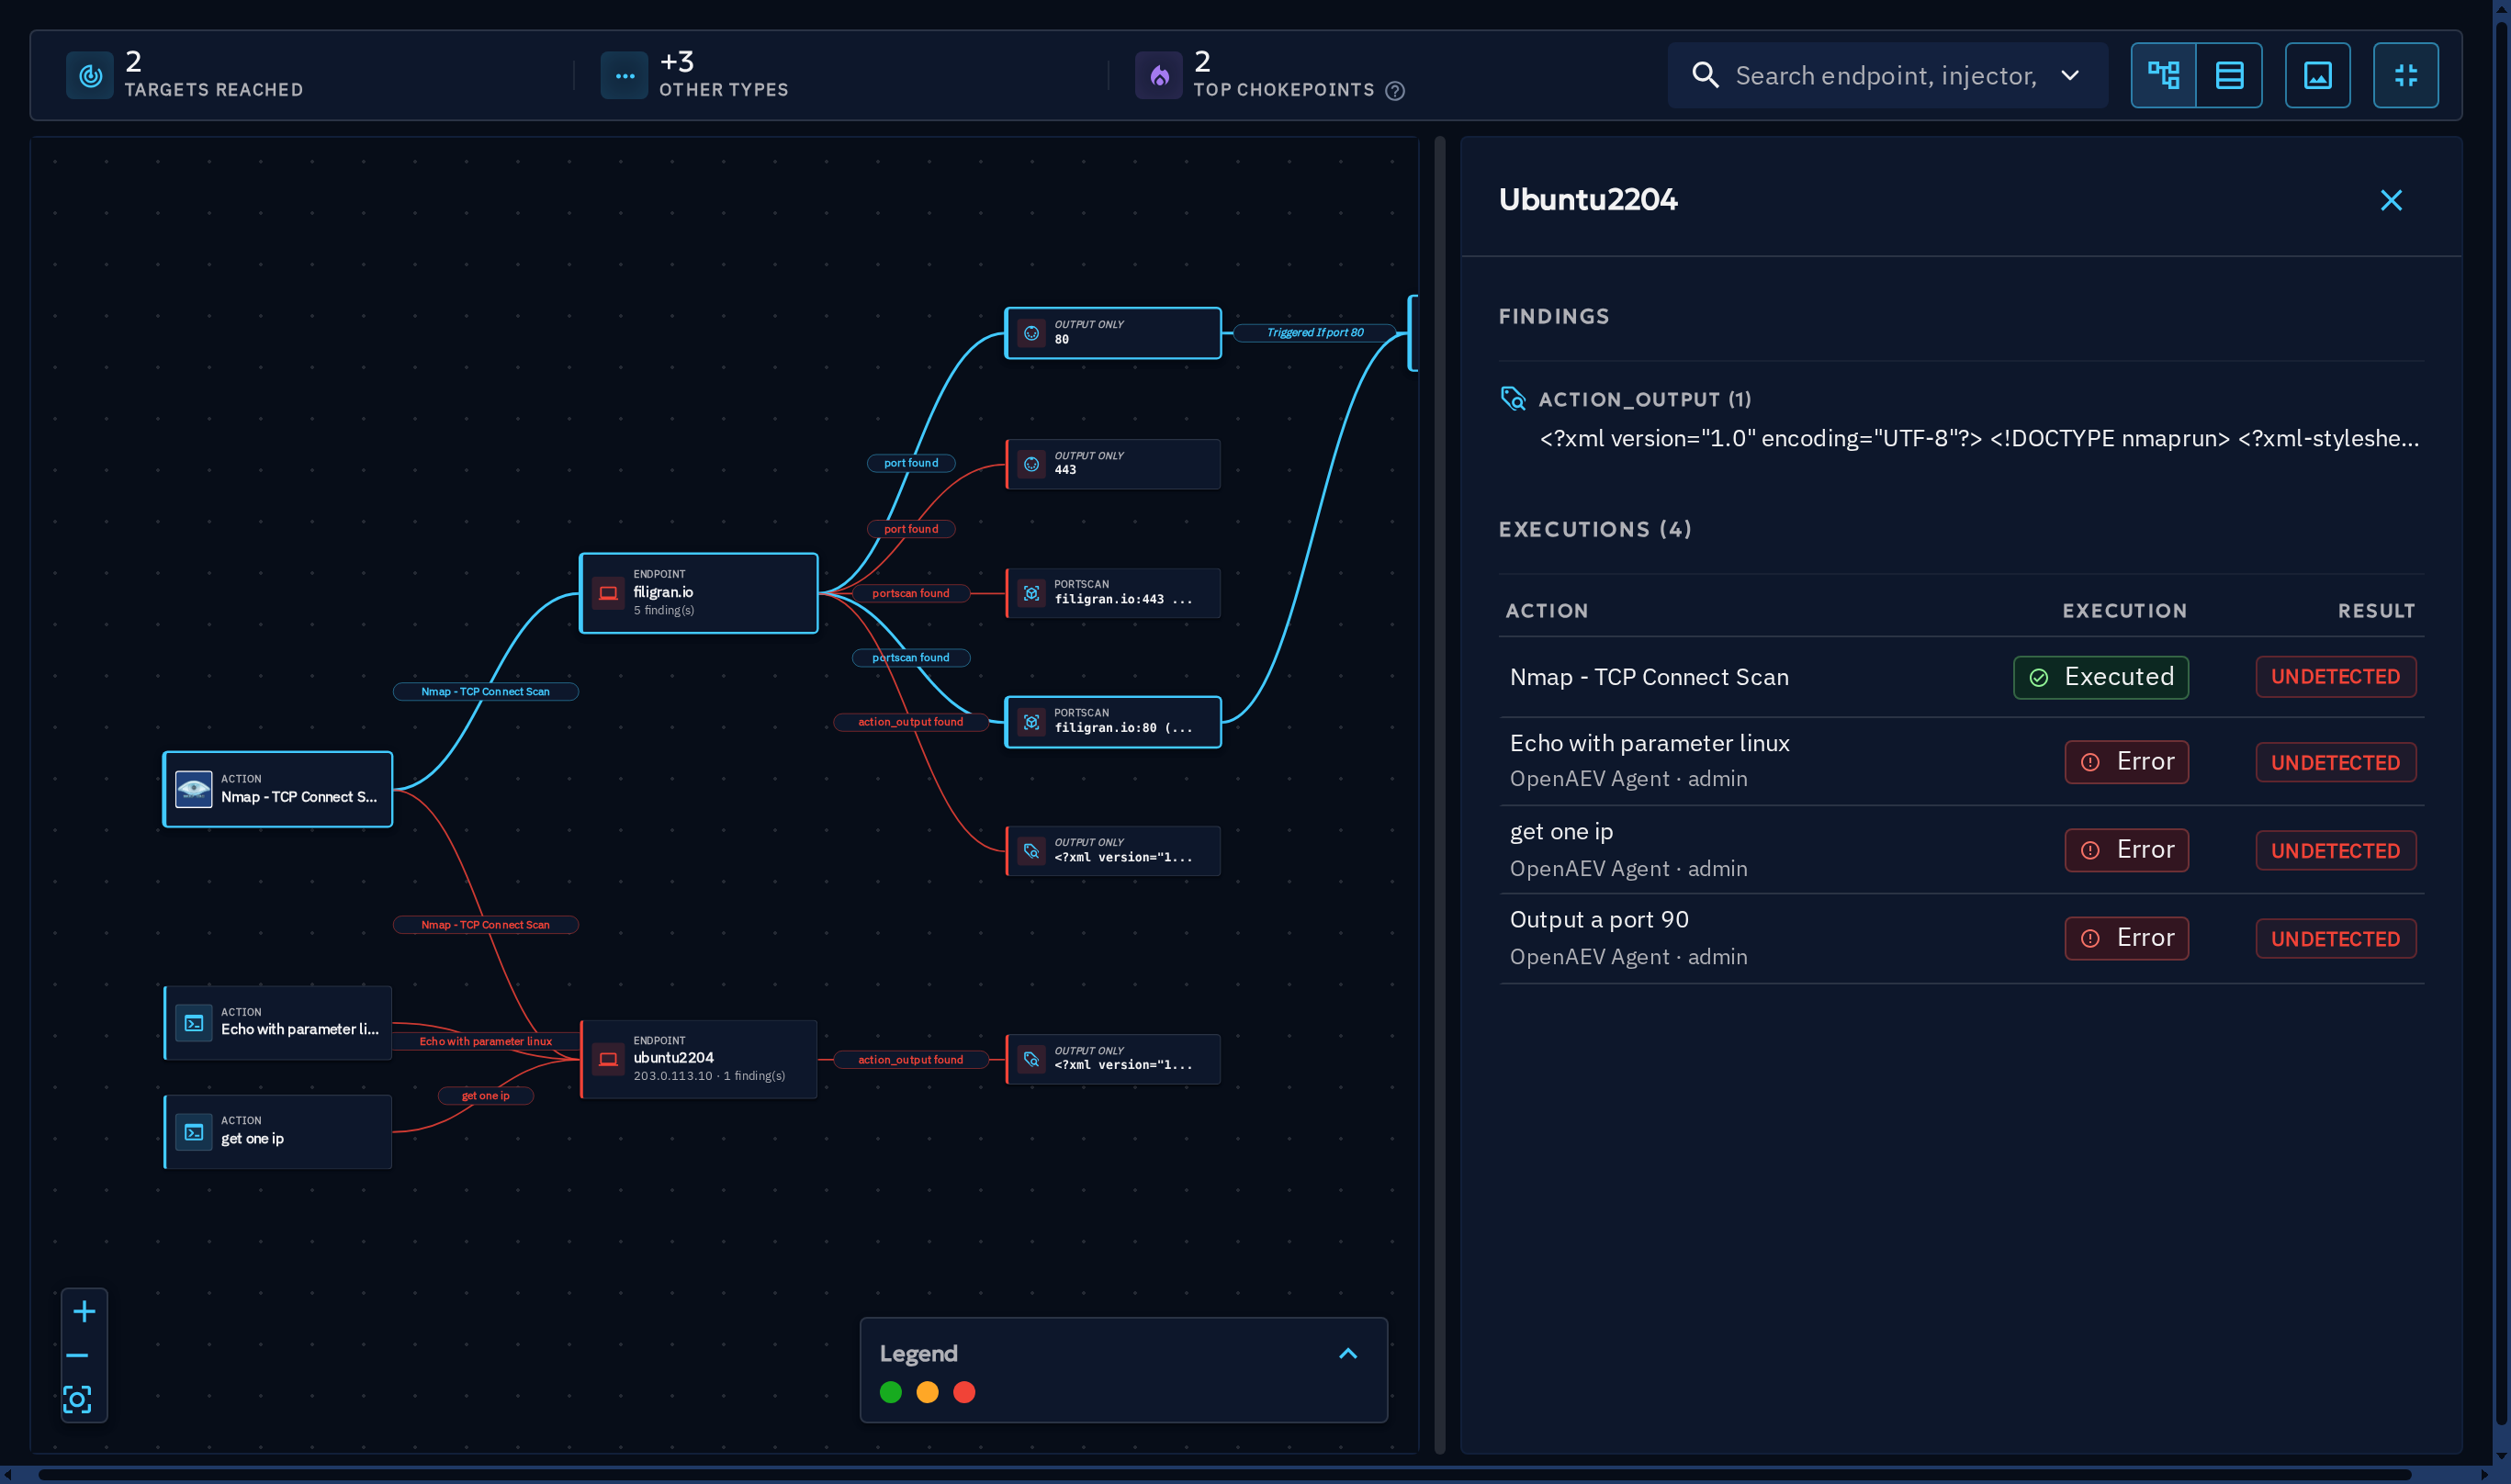 2
TARGETS REACHED
+3
OTHER TYPES
2
TOP CHOKEPOINTS
Search endpoint, injector,
OUTPUT ONLY
80
Triggered If port 80
port found
OUTPUT ONLY
443
port found
ENDPOINT
filigran.io
5 finding(s)
portscan found
PORTSCAN
filigran.io:443 ...
portscan found
Nmap - TCP Connect Scan
action_output found
PORTSCAN
filigran.io:80 (...
ACTION
Nmap - TCP Connect S...
OUTPUT ONLY
<?xml version="1...
Nmap - TCP Connect Scan
ACTION
Echo with parameter li...
Echo with parameter linux
ENDPOINT
ubuntu2204
203.0.113.10 · 1 finding(s)
action_output found
OUTPUT ONLY
<?xml version="1...
get one ip
ACTION
get one ip
Legend
Ubuntu2204
FINDINGS
ACTION_OUTPUT (1)
<?xml version="1.0" encoding="UTF-8"?> <!DOCTYPE nmaprun> <?xml-styleshe...
EXECUTIONS (4)
ACTION EXECUTION RESULT
Nmap - TCP Connect Scan Executed UNDETECTED
Echo with parameter linux
OpenAEV Agent · admin
Error UNDETECTED
get one ip
OpenAEV Agent · admin
Error UNDETECTED
Output a port 90
OpenAEV Agent · admin
Error UNDETECTED